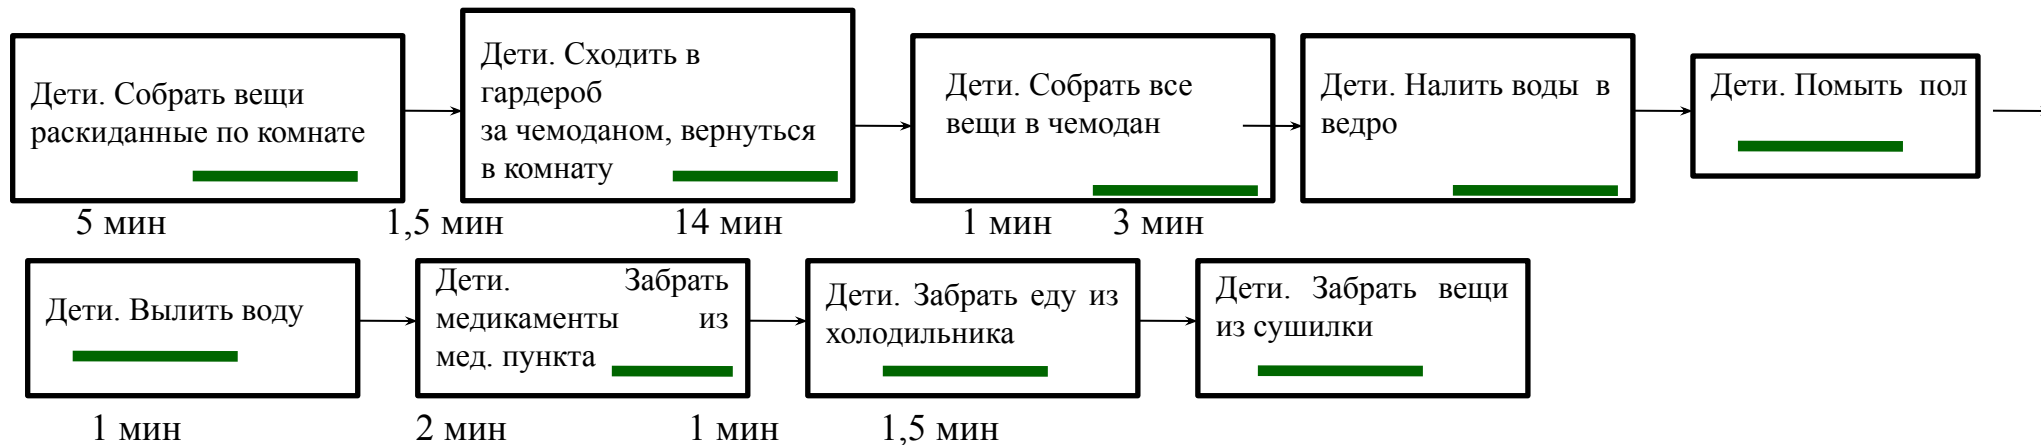 Дети. Собрать вещи
раскиданные по комнате
Дети. Сходить в
гардероб
за чемоданом, вернуться
в комнату
Дети. Собрать все
вещи в чемодан
Дети. Налить воды в
ведро
Дети. Помыть пол
5 мин 1,5 мин 14 мин 1 мин 3 мин
Дети. Вылить воду
Дети. Забрать
медикаменты из
мед. пункта
Дети. Забрать еду из
холодильника
Дети. Забрать вещи
из сушилки
1 мин 2 мин 1 мин 1,5 мин